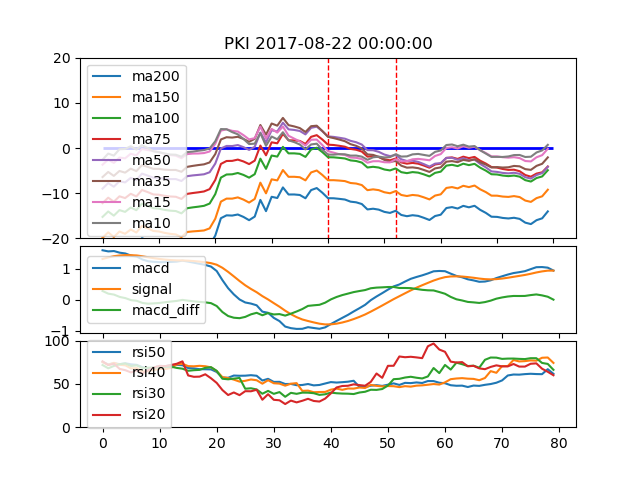 PKI 2017-08-22 00:00:00
20
10
0
−10
−20
ma200
ma150
ma100
ma75
ma50
ma35
ma15
ma10
1
0
−1
macd
signal
macd_diff
100
50
0
rsi50
rsi40
rsi30
rsi20
0 10 20 30 40 50 60 70 80